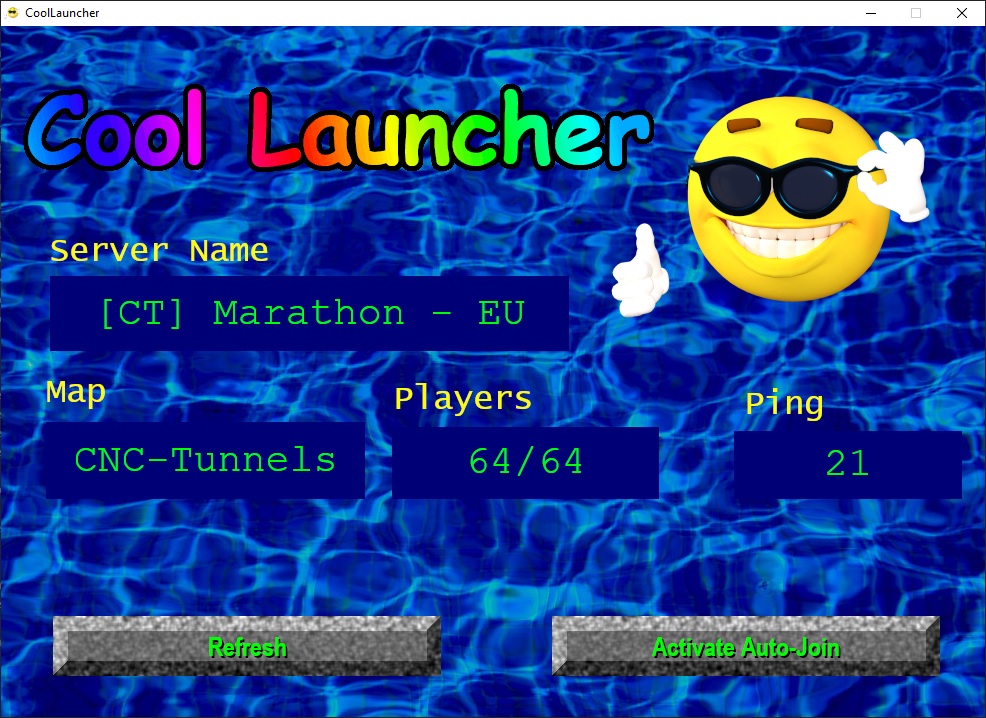 CoolLauncher
Cool Launcher
Server Name
[CT] Marathon - EU
Map
Players
Ping
CNC-Tunnels
64/64
21
Refresh
Activate Auto-Join